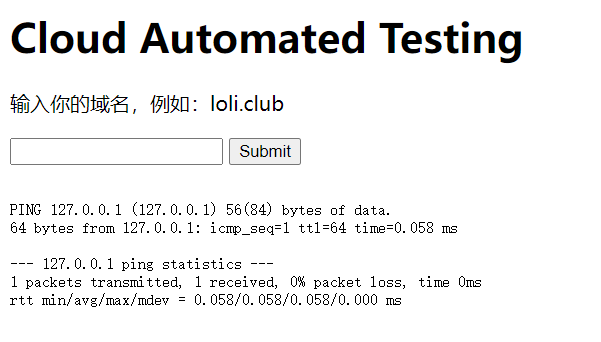 Cloud Automated Testing
输入你的域名，例如：loli.club
Submit
PING 127.0.0.1 (127.0.0.1) 56(84) bytes of data.
64 bytes from 127.0.0.1: icmp_seq=1 ttl=64 time=0.058 ms
--- 127.0.0.1 ping statistics ---
1 packets transmitted, 1 received, 0% packet loss, time 0ms
rtt min/avg/max/mdev = 0.058/0.058/0.058/0.000 ms